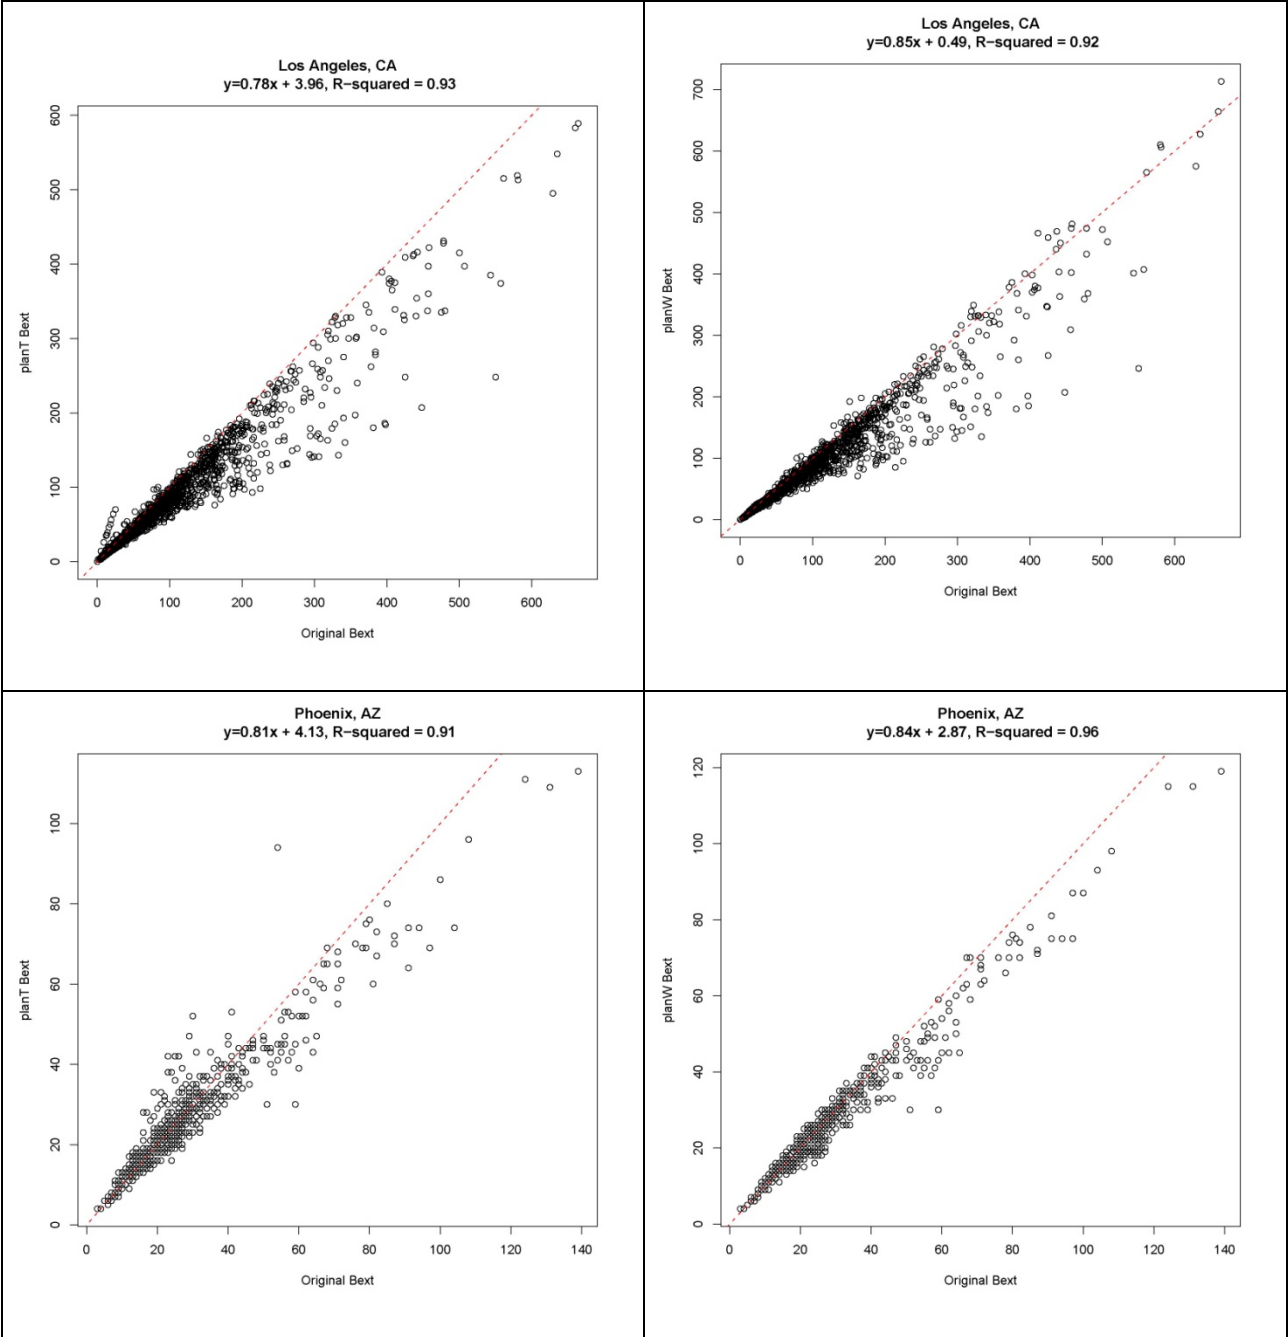 Los Angeles, CA
y=0.78x + 3.96, R−squared = 0.93
600
500
400
300
200
100
0
planT Bext
0 100 200 300 400 500 600
Original Bext
Los Angeles, CA
y=0.85x + 0.49, R−squared = 0.92
700
600
500
400
300
200
100
0
planW Bext
0 100 200 300 400 500 600
Original Bext
Phoenix, AZ
y=0.81x + 4.13, R−squared = 0.91
100
80
60
40
20
0
planT Bext
0 20 40 60 80 100 120 140
Original Bext
Phoenix, AZ
y=0.84x + 2.87, R−squared = 0.96
120
100
80
60
40
20
0
planW Bext
0 20 40 60 80 100 120 140
Original Bext